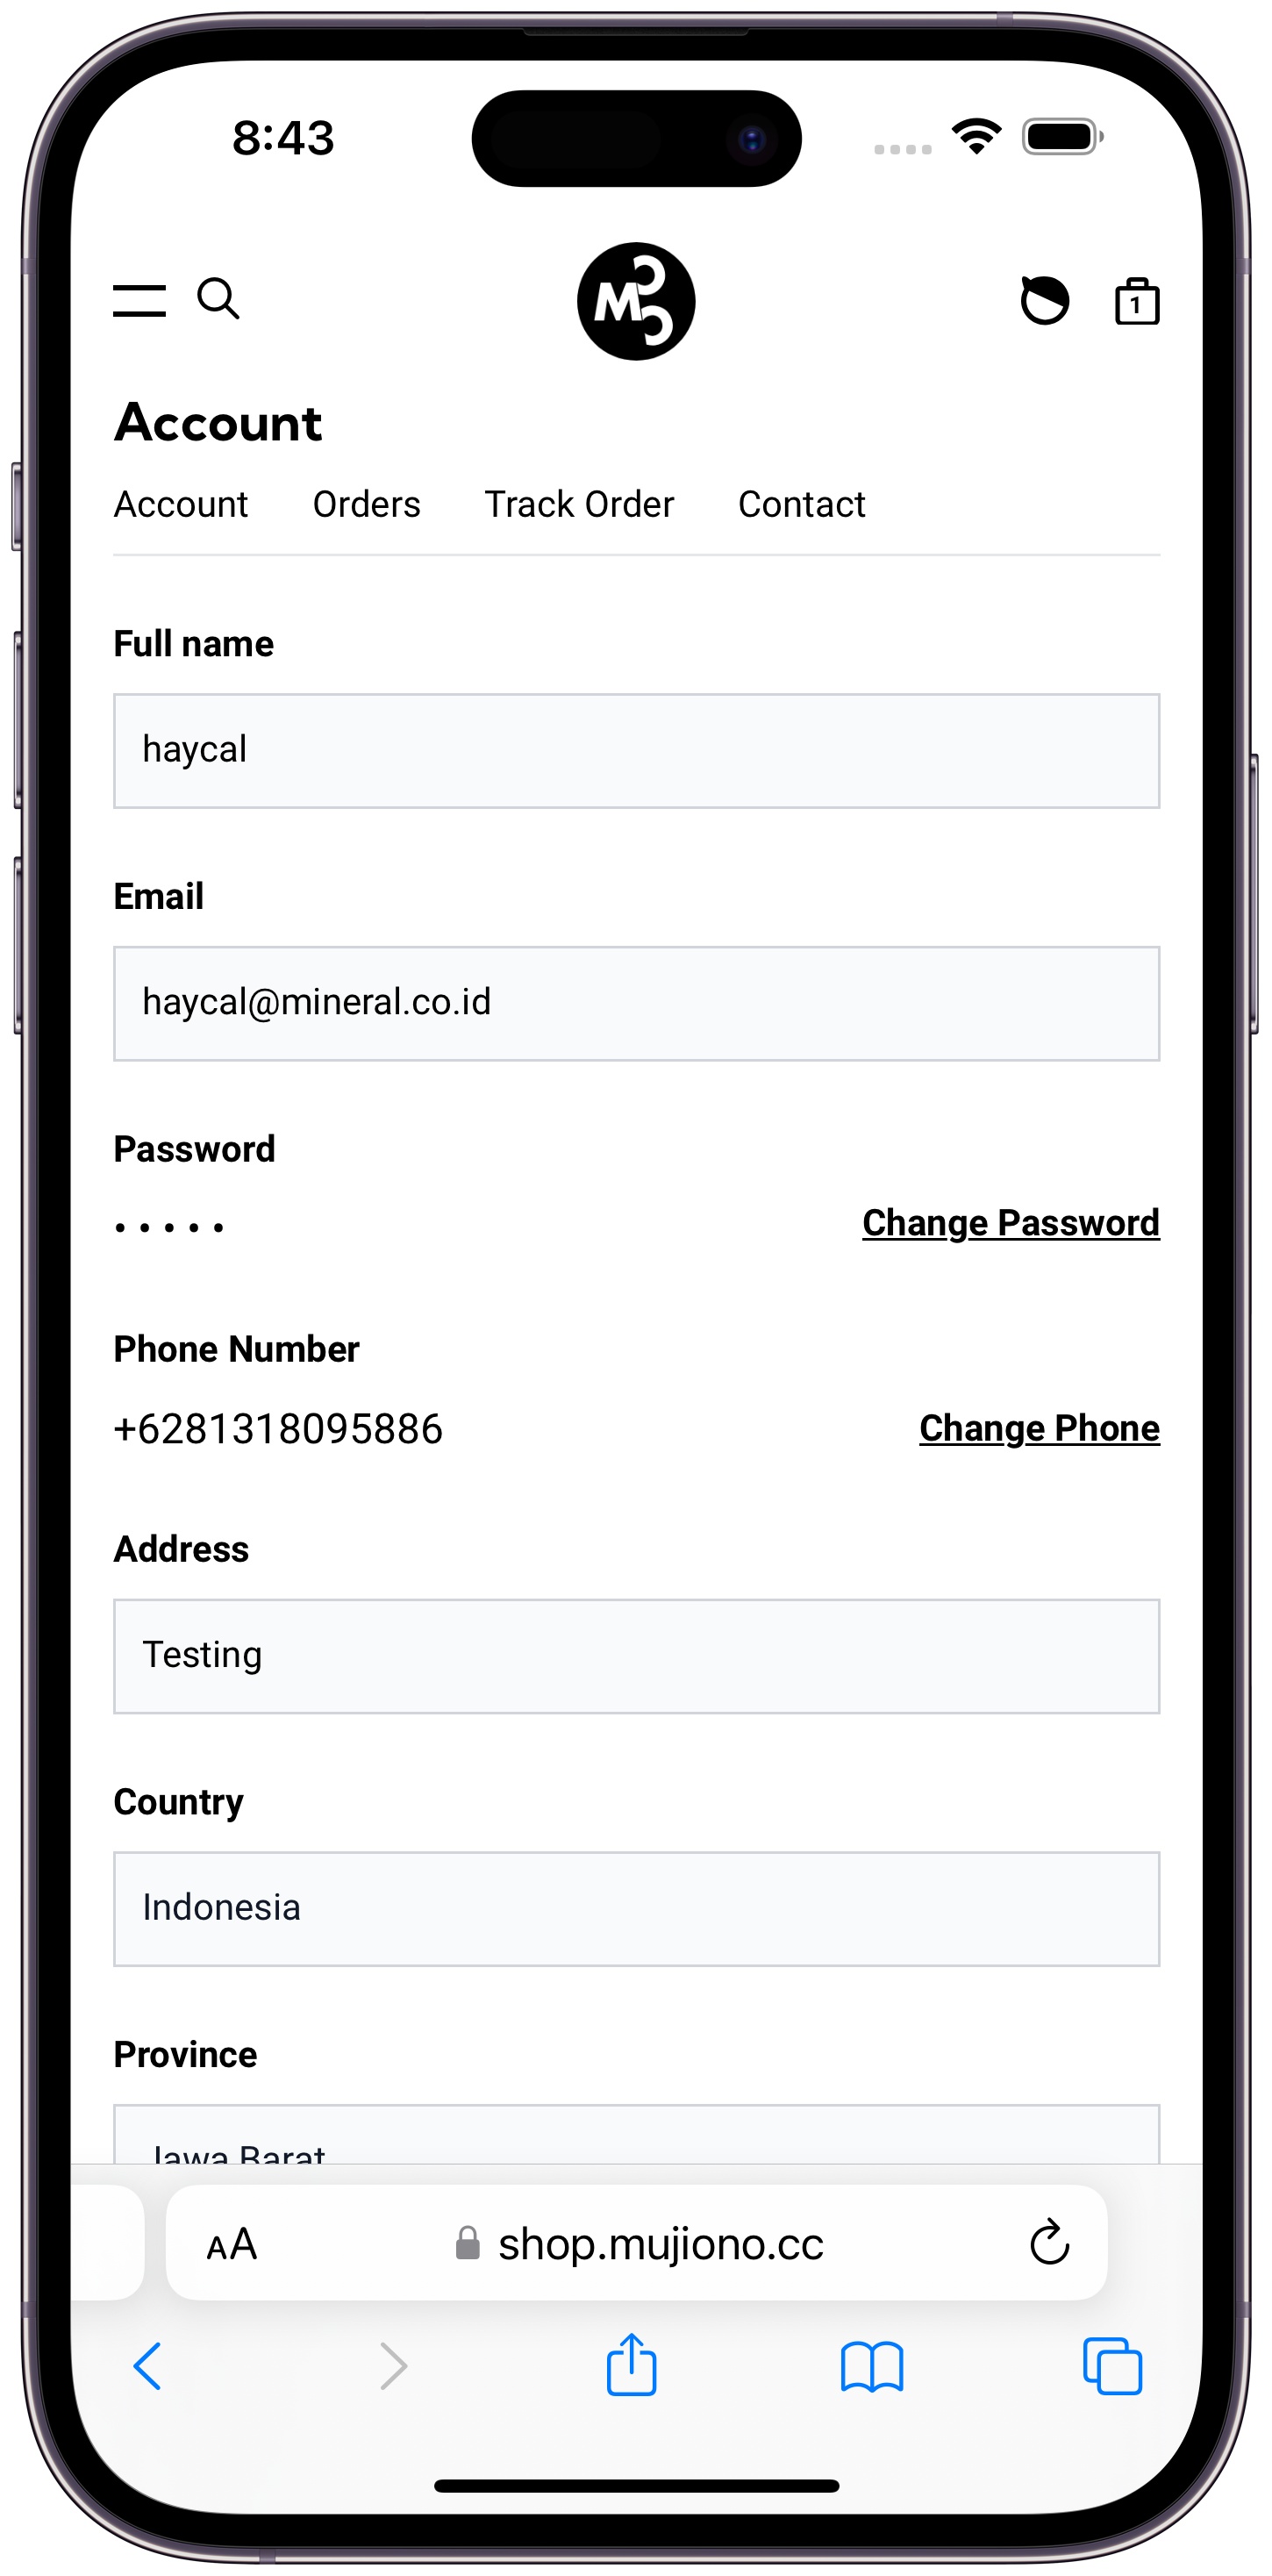 8:43
M
1
Account
Account Orders Track Order Contact
Full name
haycal
Email
haycal@mineral.co.id
Password
• • • • • Change Password
Phone Number
+6281318095886 Change Phone
Address
Testing
Country
Indonesia
Province
Jawa Barat
AA shop.mujiono.cc